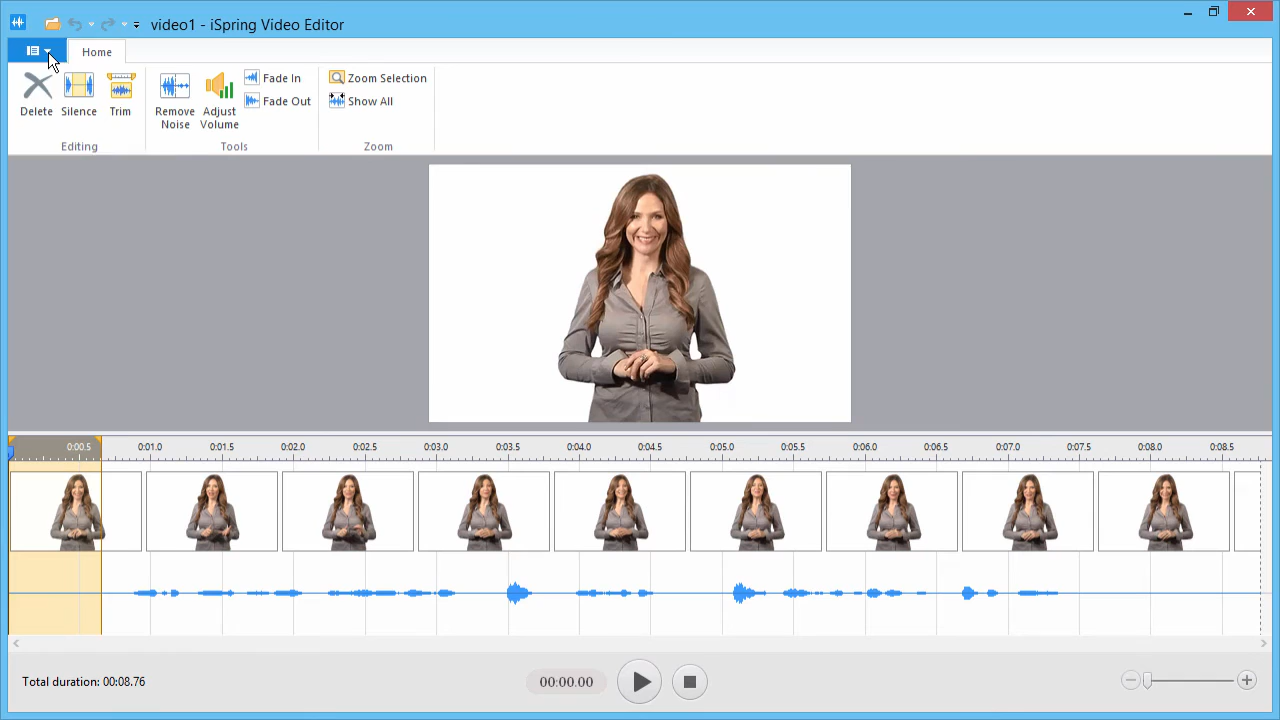 video1 - iSpring Video Editor
Home
Delete Silence Trim
Remove Noise
Adjust Volume
Fade In
Fade Out
Zoom Selection
Show All
Editing Tools Zoom
0:00.5 0:01.0 0:01.5 0:02.0 0:02.5 0:03.0 0:03.5 0:04.0 0:04.5 0:05.0 0:05.5 0:06.0 0:06.5 0:07.0 0:07.5 0:08.0 0:08.5
Total duration: 00:08.76
00:00.00